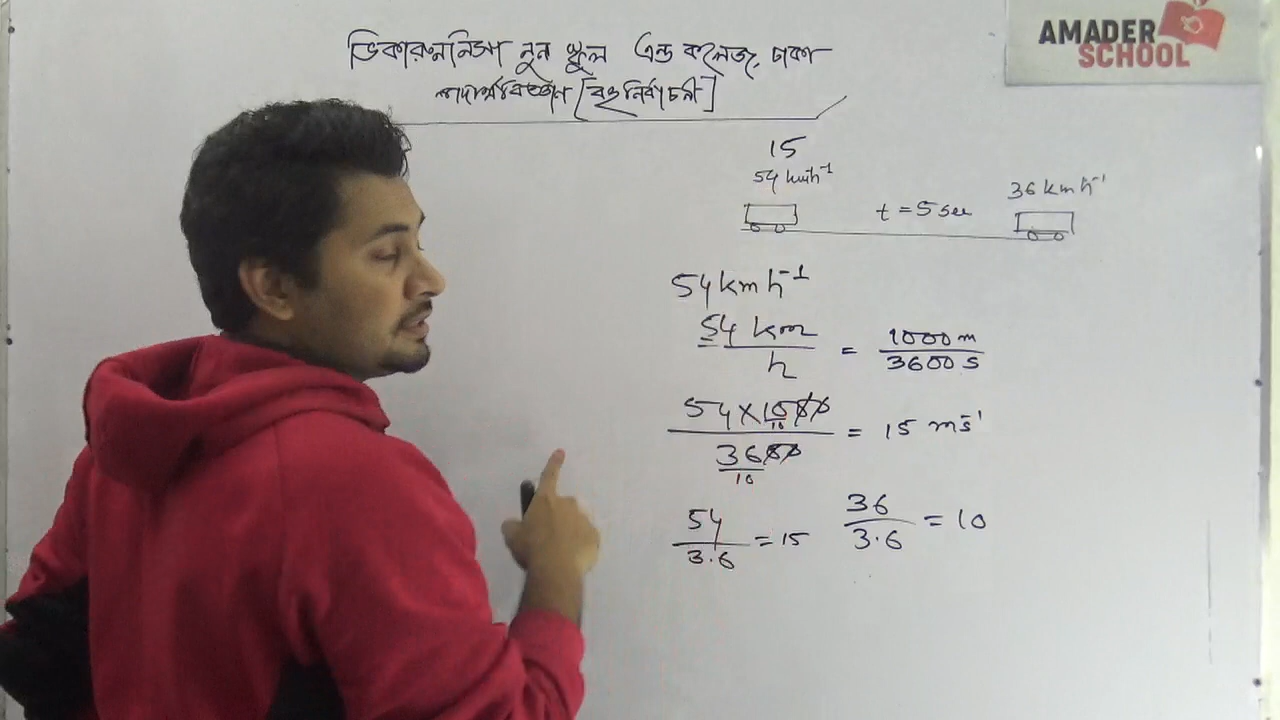 ভিকারুননিসা নুন স্কুল এন্ড কলেজ, ঢাকা
পদার্থবিজ্ঞান [বহুনির্বাচনী]
AMADER
SCHOOL
15
54 kmh⁻¹
t = 5 sec
36 km h⁻¹
54 km h⁻¹
54 km / h = 1000 m / 3600 s
54 × 1000 / 3600 = 15 ms⁻¹
10
10
54 / 3.6 = 15
36 / 3.6 = 10